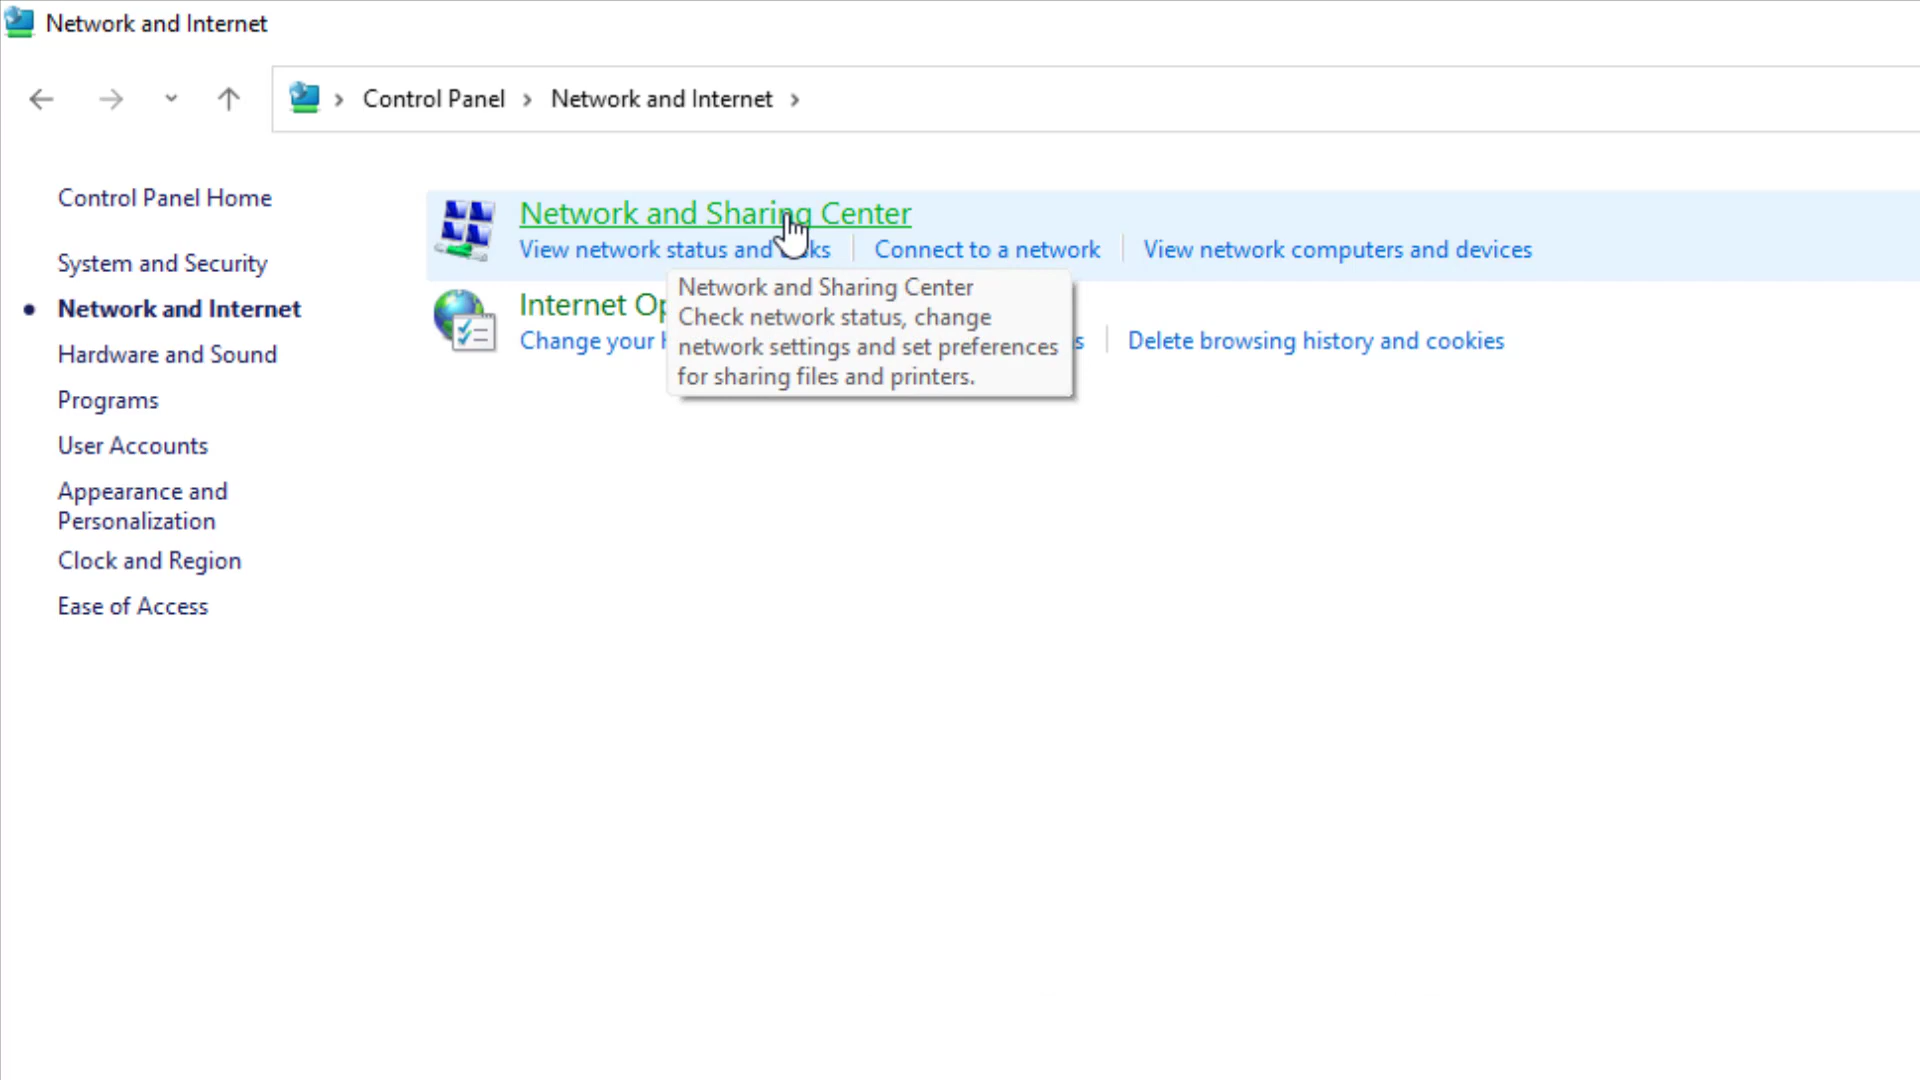 Network and Internet
Control Panel > Network and Internet >
Control Panel Home
System and Security
Network and Internet
Hardware and Sound
Programs
User Accounts
Appearance and
Personalization
Clock and Region
Ease of Access
Network and Sharing Center
View network status and ks
Connect to a network
View network computers and devices
Internet Op
Change your
s
Delete browsing history and cookies
Network and Sharing Center
Check network status, change
network settings and set preferences
for sharing files and printers.